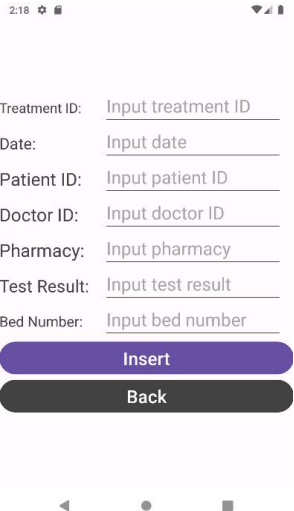 2:18
Treatment ID: Input treatment ID
Date: Input date
Patient ID: Input patient ID
Doctor ID: Input doctor ID
Pharmacy: Input pharmacy
Test Result: Input test result
Bed Number: Input bed number
Insert
Back